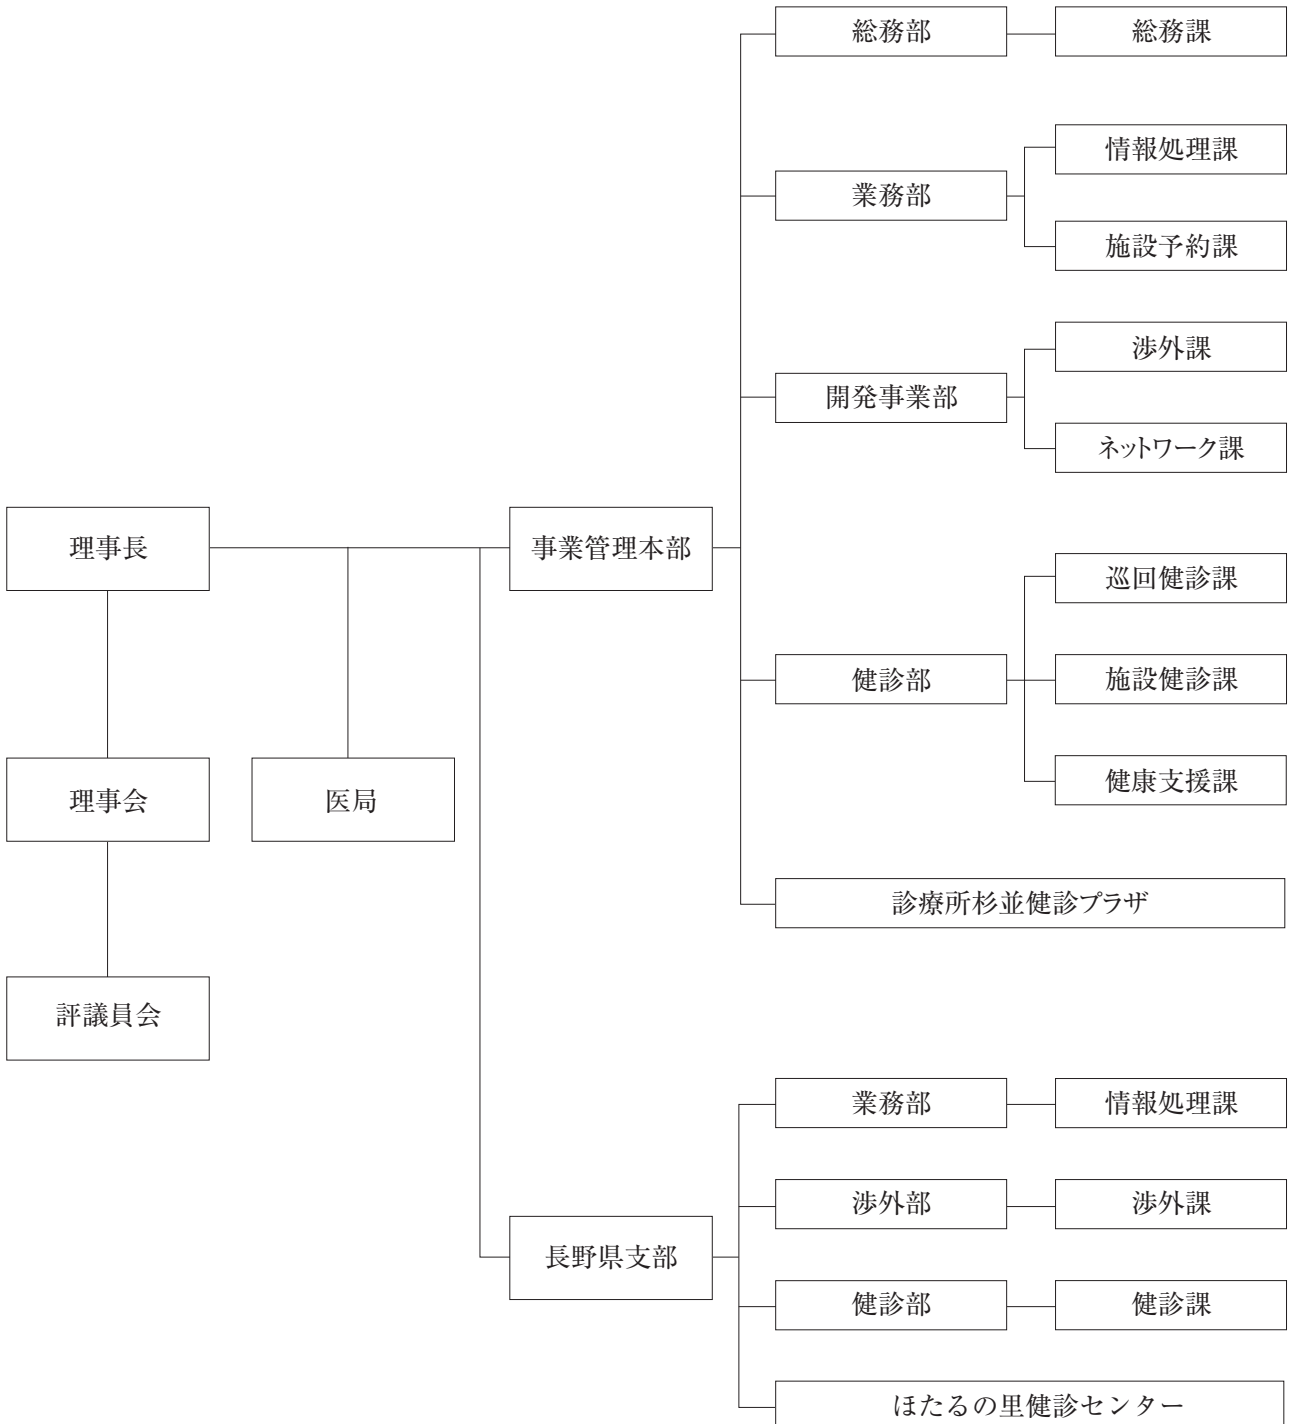 理事長
理事会
評議員会
医局
事業管理本部
総務部
総務課
業務部
情報処理課
施設予約課
開発事業部
渉外課
ネットワーク課
健診部
巡回健診課
施設健診課
健康支援課
診療所杉並健診プラザ
長野県支部
業務部
情報処理課
渉外部
渉外課
健診部
健診課
ほたるの里健診センター